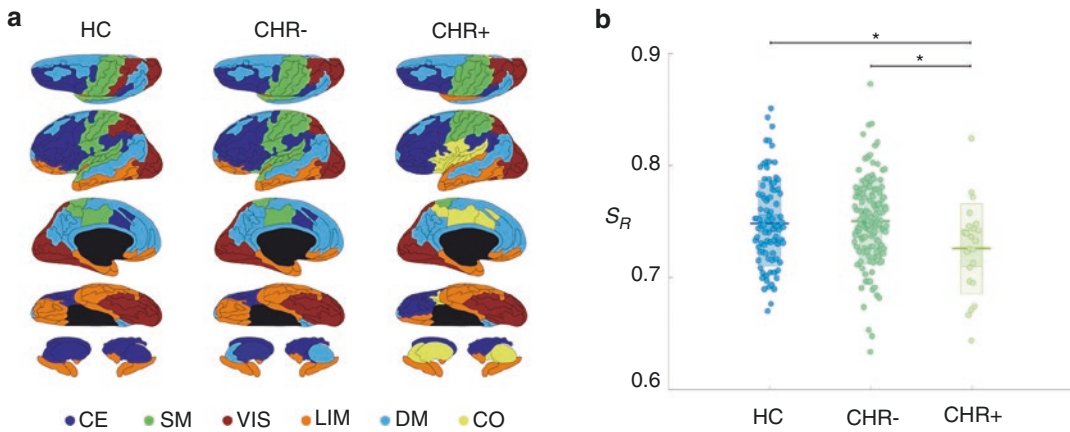 a
HC CHR- CHR+
CE SM VIS LIM DM CO
b
* 
*
0.9
0.8
S_R
0.7
0.6
HC CHR- CHR+